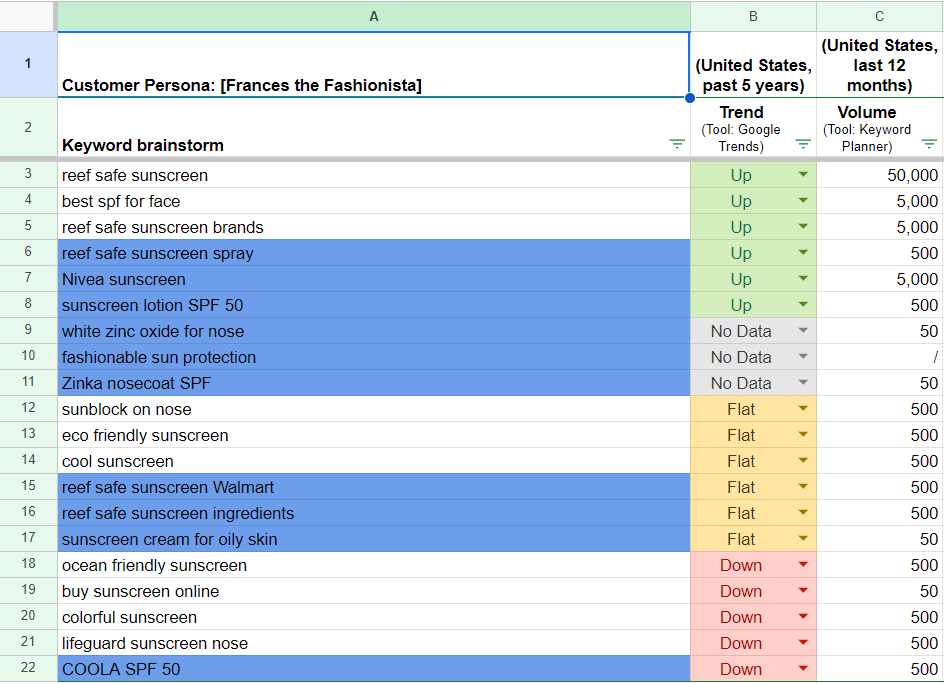 A B C
1 Customer Persona: [Frances the Fashionista] (United States, past 5 years) (United States, last 12 months)
2 Keyword brainstorm Trend (Tool: Google Trends) Volume (Tool: Keyword Planner)
3 reef safe sunscreen Up 50,000
4 best spf for face Up 5,000
5 reef safe sunscreen brands Up 5,000
6 reef safe sunscreen spray Up 500
7 Nivea sunscreen Up 5,000
8 sunscreen lotion SPF 50 Up 500
9 white zinc oxide for nose No Data 50
10 fashionable sun protection No Data /
11 Zinka nosecoat SPF No Data 50
12 sunblock on nose Flat 500
13 eco friendly sunscreen Flat 500
14 cool sunscreen Flat 500
15 reef safe sunscreen Walmart Flat 500
16 reef safe sunscreen ingredients Flat 500
17 sunscreen cream for oily skin Flat 50
18 ocean friendly sunscreen Down 500
19 buy sunscreen online Down 50
20 colorful sunscreen Down 500
21 lifeguard sunscreen nose Down 500
22 COOLA SPF 50 Down 500